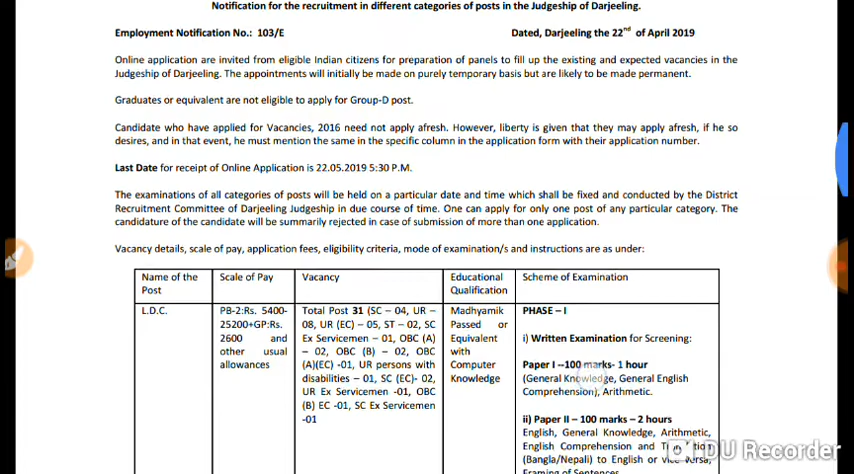 Notification for the recruitment in different categories of posts in the Judgeship of Darjeeling.
Employment Notification No.: 103/E Dated, Darjeeling the 22nd of April 2019
Online application are invited from eligible Indian citizens for preparation of panels to fill up the existing and expected vacancies in the
Judgeship of Darjeeling. The appointments will initially be made on purely temporary basis but are likely to be made permanent.
Graduates or equivalent are not eligible to apply for Group-D post.
Candidate who have applied for Vacancies, 2016 need not apply afresh. However, liberty is given that they may apply afresh, if he so
desires, and in that event, he must mention the same in the specific column in the application form with their application number.
Last Date for receipt of Online Application is 22.05.2019 5:30 P.M.
The examinations of all categories of posts will be held on a particular date and time which shall be fixed and conducted by the District
Recruitment Committee of Darjeeling Judgeship in due course of time. One can apply for only one post of any particular category. The
candidature of the candidate will be summarily rejected in case of submission of more than one application.
Vacancy details, scale of pay, application fees, eligibility criteria, mode of examination/s and instructions are as under:
Name of the
Post
Scale of Pay
Vacancy
Educational
Qualification
Scheme of Examination
L.D.C.
PB-2:Rs. 5400-
25200+GP:Rs.
2600 and
other usual
allowances
Total Post 31 (SC – 04, UR –
08, UR (EC) – 05, ST – 02, SC
Ex Servicemen – 01, OBC (A)
– 02, OBC (B) – 02, OBC
(A)(EC) -01, UR persons with
disabilities – 01, SC (EC)- 02,
UR Ex Servicemen -01, OBC
(B) EC -01, SC Ex Servicemen
-01
Madhyamik
Passed or
Equivalent
with
Computer
Knowledge
PHASE – I
i) Written Examination for Screening:
Paper I –100 marks- 1 hour
(General Knowledge, General English
Comprehension), Arithmetic.
ii) Paper II – 100 marks – 2 hours
English, General Knowledge, Arithmetic,
English Comprehension and
(Bangla/Nepali) to English or
Framing of Sentences
DU Recorder